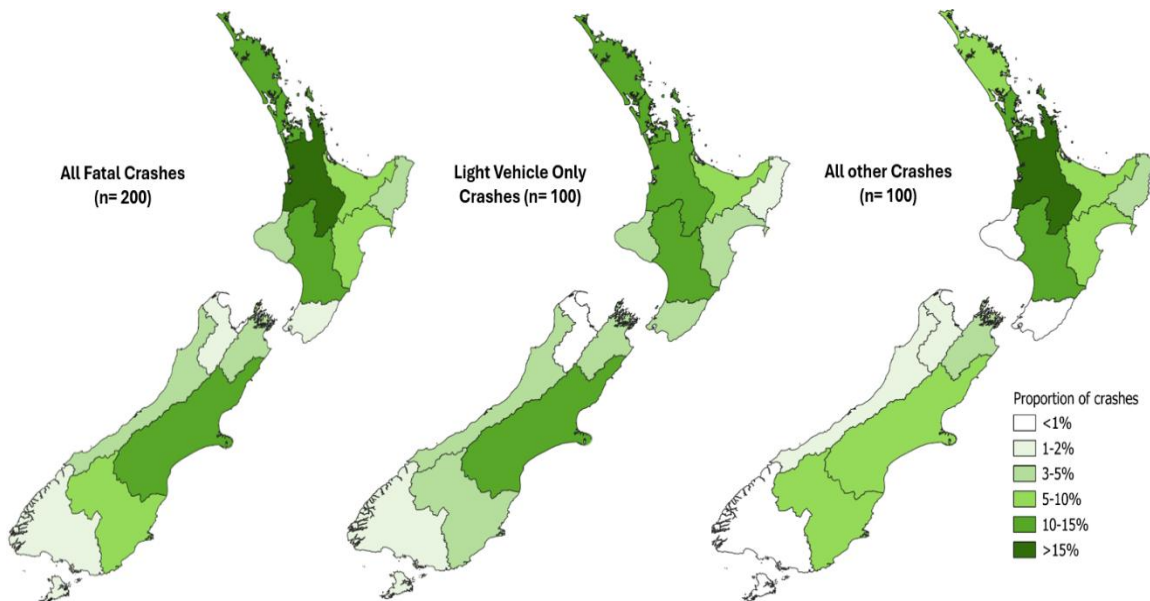 All Fatal Crashes
(n= 200)
Light Vehicle Only
Crashes (n= 100)
All other Crashes
(n= 100)
Proportion of crashes
<1%
1-2%
3-5%
5-10%
10-15%
>15%